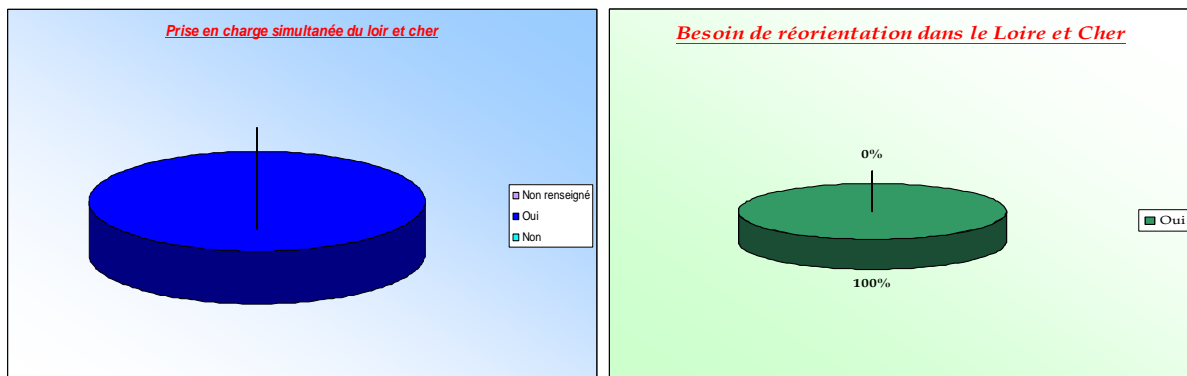 Prise en charge simultanée du loir et cher
Non renseigné
Oui
Non
Besoin de réorientation dans le Loire et Cher
0%
Oui
100%